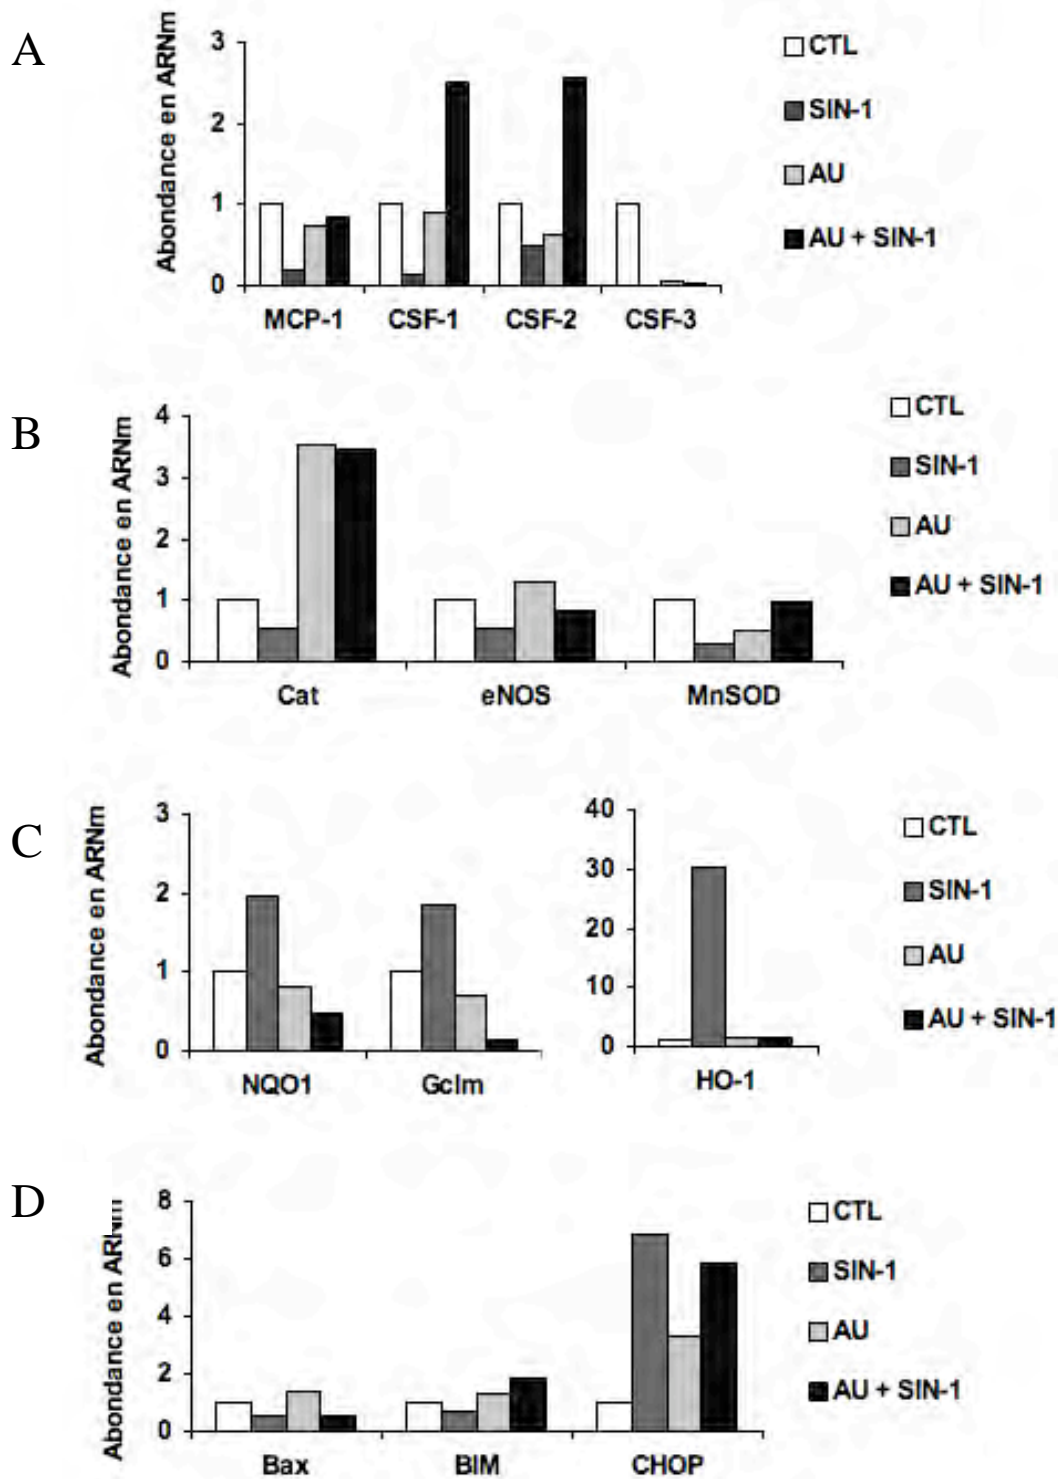 A
Abondance en ARNm
3
2
1
0
MCP-1 CSF-1 CSF-2 CSF-3
CTL
SIN-1
AU
AU + SIN-1
B
Abondance en ARNm
4
3
2
1
0
Cat eNOS MnSOD
CTL
SIN-1
AU
AU + SIN-1
C
Abondance en ARNm
3
2
1
0
NQO1 Gclm
40
30
20
10
0
HO-1
CTL
SIN-1
AU
AU + SIN-1
D
Abondance en ARNm
8
6
4
2
0
Bax BIM CHOP
CTL
SIN-1
AU
AU + SIN-1